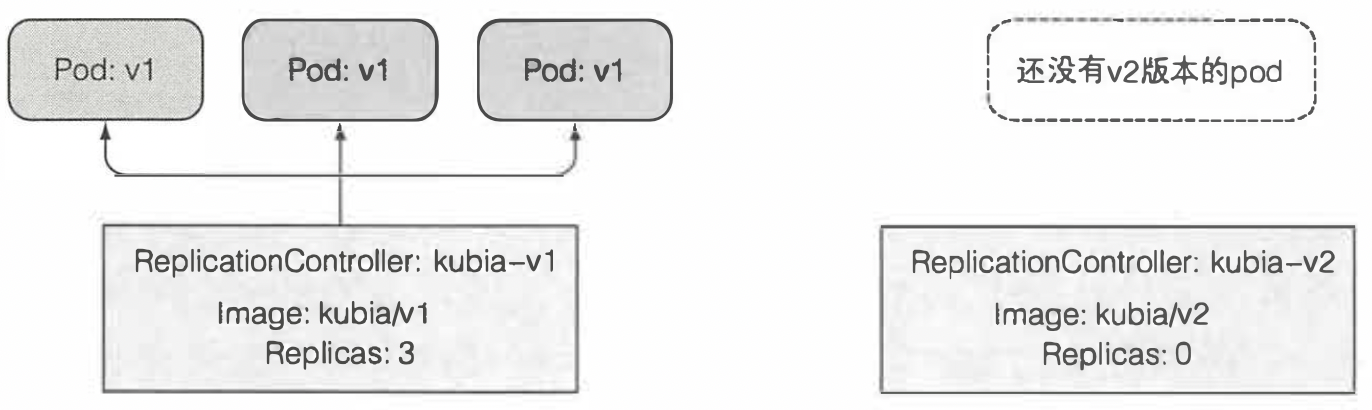 Pod: v1
Pod: v1
Pod: v1
还没有v2版本的pod
ReplicationController: kubia–v1
Image: kubia/v1
Replicas: 3
ReplicationController: kubia–v2
Image: kubia/v2
Replicas: 0